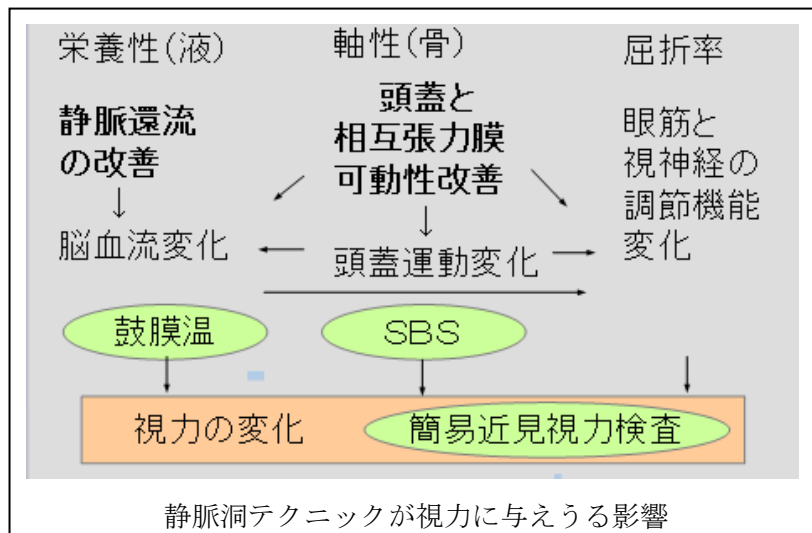 栄養性(液)
軸性(骨)
屈折率
静脈還流
の改善
頭蓋と
相互張力膜
可動性改善
眼筋と
視神経の
調節機能
変化
↓
脳血流変化
↓
頭蓋運動変化
鼓膜温
SBS
視力の変化
簡易近見視力検査
静脈洞テクニックが視力に与えうる影響